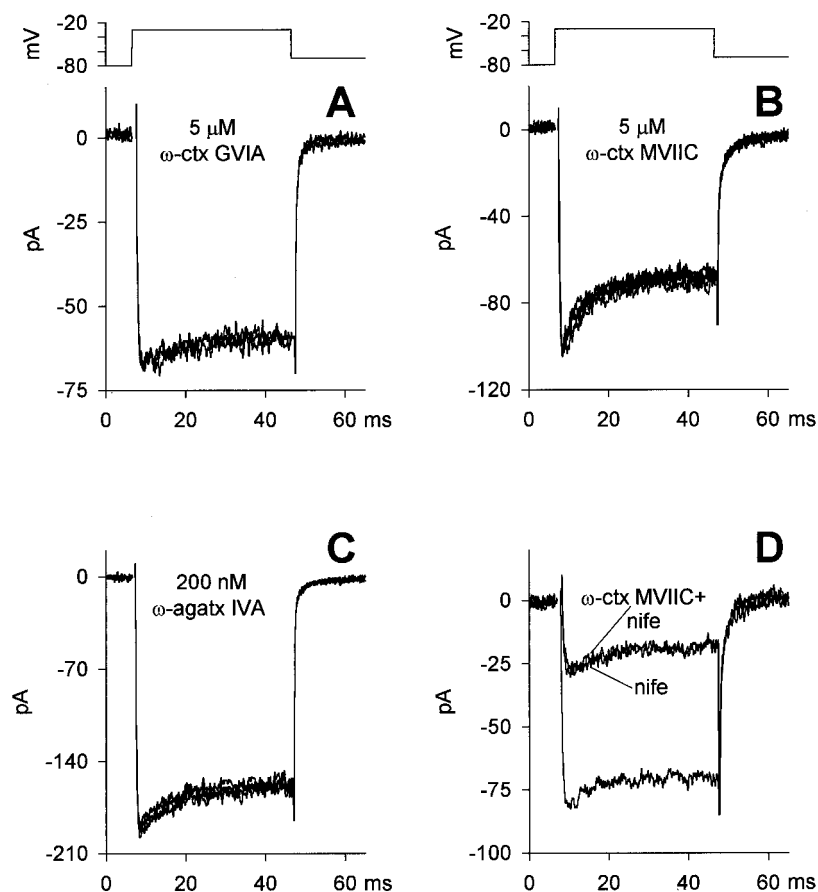 -20
mV
-80
A
5 μM
ω-ctx GVIA
0
-25
pA
-50
-75
0 20 40 60 ms
-20
mV
-80
B
5 μM
ω-ctx MVIIC
0
-40
pA
-80
-120
0 20 40 60 ms
C
200 nM
ω-agatx IVA
0
-70
pA
-140
-210
0 20 40 60 ms
D
ω-ctx MVIIC+
nife
nife
0
-25
pA
-50
-75
-100
0 20 40 60 ms